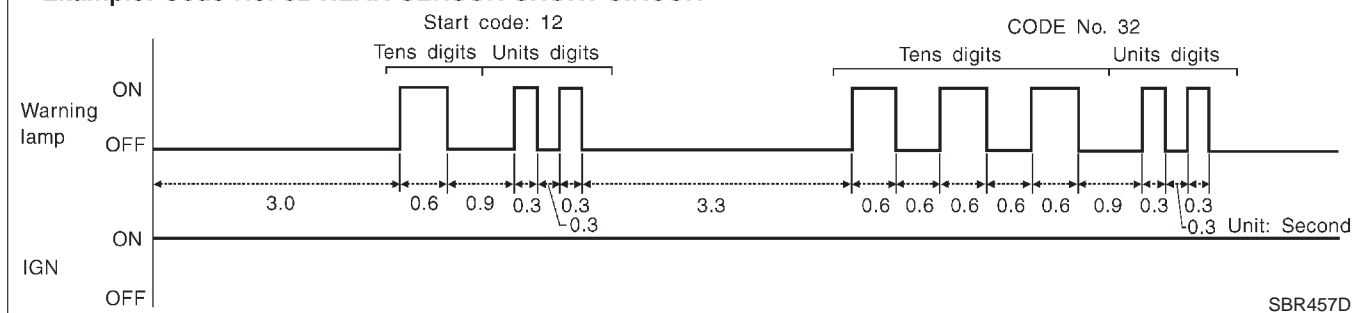 Start code: 12
CODE No. 32
Tens digits Units digits Tens digits Units digits
ON
Warning
lamp
OFF
3.0 0.6 0.9 0.3 0.3 3.3 0.6 0.6 0.6 0.6 0.6 0.9 0.3 0.3
0.3 0.3 Unit: Second
ON
IGN
OFF
SBR457D